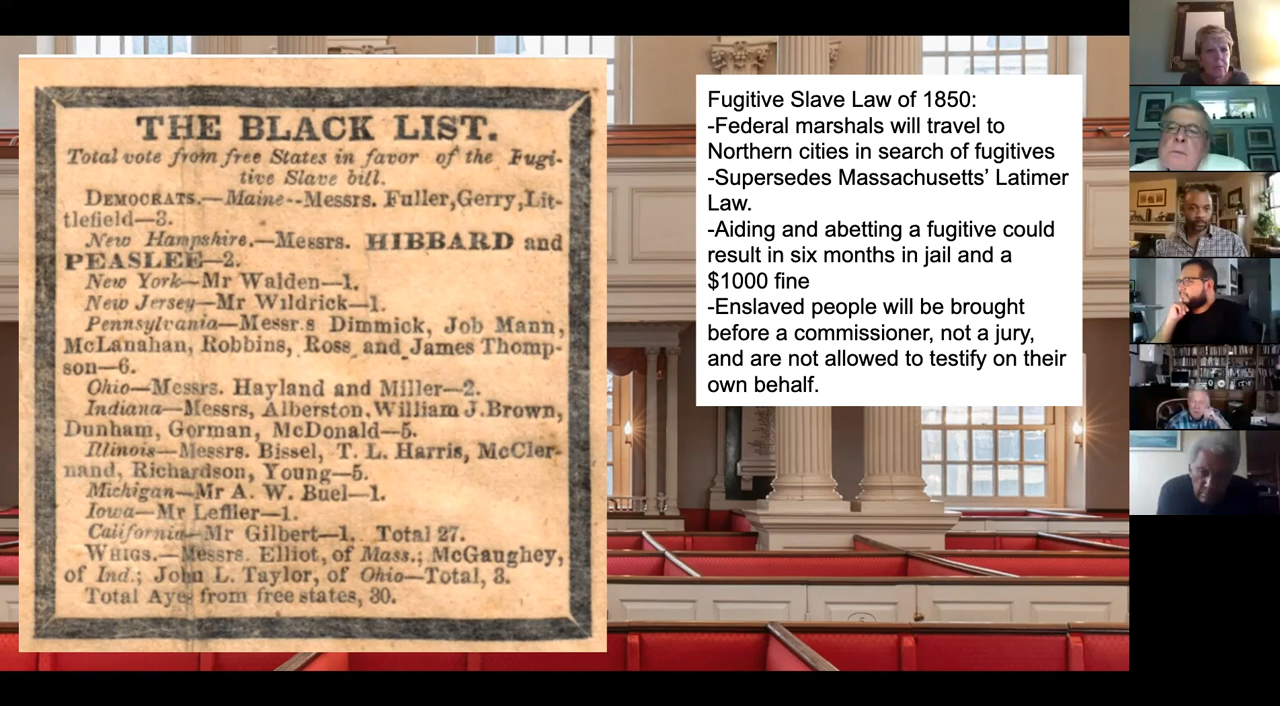 THE BLACK LIST.
Total vote from free States in favor of the Fugi-
tive Slave bill.
DEMOCRATS.—Maine--Messrs. Fuller,Gerry,Lit-
tlefield—3.
New Hampshire.—Messrs. HIBBARD and
PEASLEE—2.
New York—Mr Walden—1.
New Jersey—Mr Wildrick—1.
Pennsylvania—Messr.s Dimmick, Job Mann,
McLanahan, Robbins, Ross and James Thomp-
son—6.
Ohio—Messrs. Hayland and Miller—2.
Indiana—Messrs, Alberston, William J.Brown,
Dunham, Gorman, McDonald—5.
Illinois—Messrs. Bissel, T. L. Harris, McCler-
nand, Richardson, Young—5.
Michigan—Mr A. W. Buel—1.
Iowa—Mr Leffler—1.
California—Mr Gilbert—1. Total 27.
WHIGS.—Messrs. Elliot, of Mass.; McGaughey,
of Ind.; John L. Taylor, of Ohio—Total, 3.
Total Ayes from free states, 30.
Fugitive Slave Law of 1850:
-Federal marshals will travel to
Northern cities in search of fugitives
-Supersedes Massachusetts’ Latimer
Law.
-Aiding and abetting a fugitive could
result in six months in jail and a
$1000 fine
-Enslaved people will be brought
before a commissioner, not a jury,
and are not allowed to testify on their
own behalf.